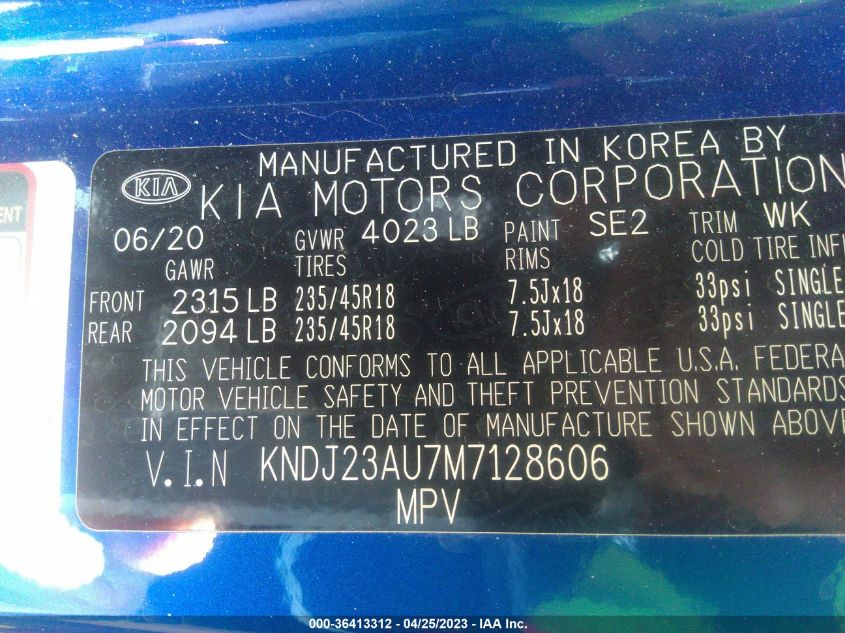 MENT
MANUFACTURED IN KOREA BY
KIA KIA MOTORS CORPORATION
06/20 GVWR 4023 LB PAINT SE2 TRIM WK
GAWR TIRES RIMS COLD TIRE INFL
FRONT 2315 LB 235/45R18 7.5Jx18 33psi SINGLE
REAR 2094 LB 235/45R18 7.5Jx18 33psi SINGLE
THIS VEHICLE CONFORMS TO ALL APPLICABLE U.S.A. FEDERA
MOTOR VEHICLE SAFETY AND THEFT PREVENTION STANDARDS
IN EFFECT ON THE DATE OF MANUFACTURE SHOWN ABOVE
V.I.N KNDJ23AU7M7128606
MPV
000-36413312 - 04/25/2023 - IAA Inc.